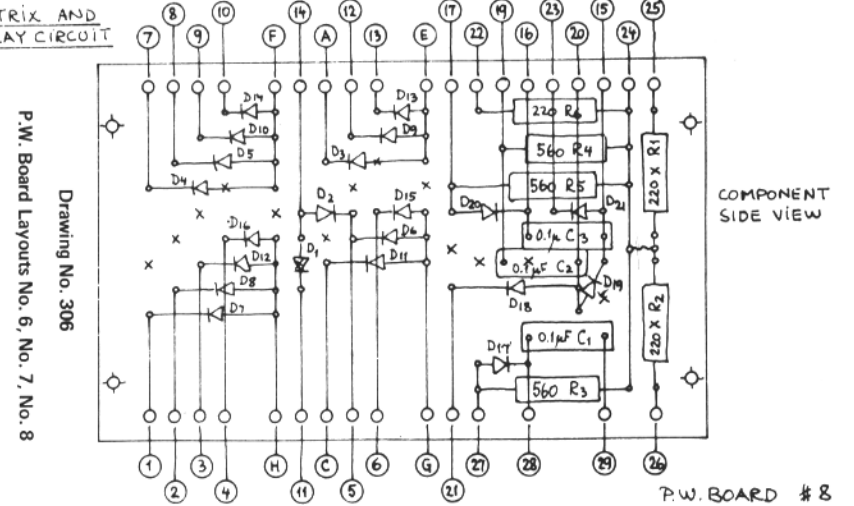 TRIX AND
LAY CIRCUIT
8 10 14 12 17 19 23 15 25
7 9 F A 13 E 22 16 20 24
D14
D13
D10
D9
D5
D3
D4
220 R6
560 R4
560 R5
220 X R1
D2
D15
D20
D21
D16
D6
0.1μ C3
D12
D1
D11
0.1μF C2
D8
D18
D19
D7
0.1μF C1
D17
560 R3
220 X R2
1 3 H C 6 G 27 28 29 26
2 4 11 5 21
COMPONENT
SIDE VIEW
P.W. BOARD #8
Drawing No. 306
P.W. Board Layouts No. 6, No. 7, No. 8